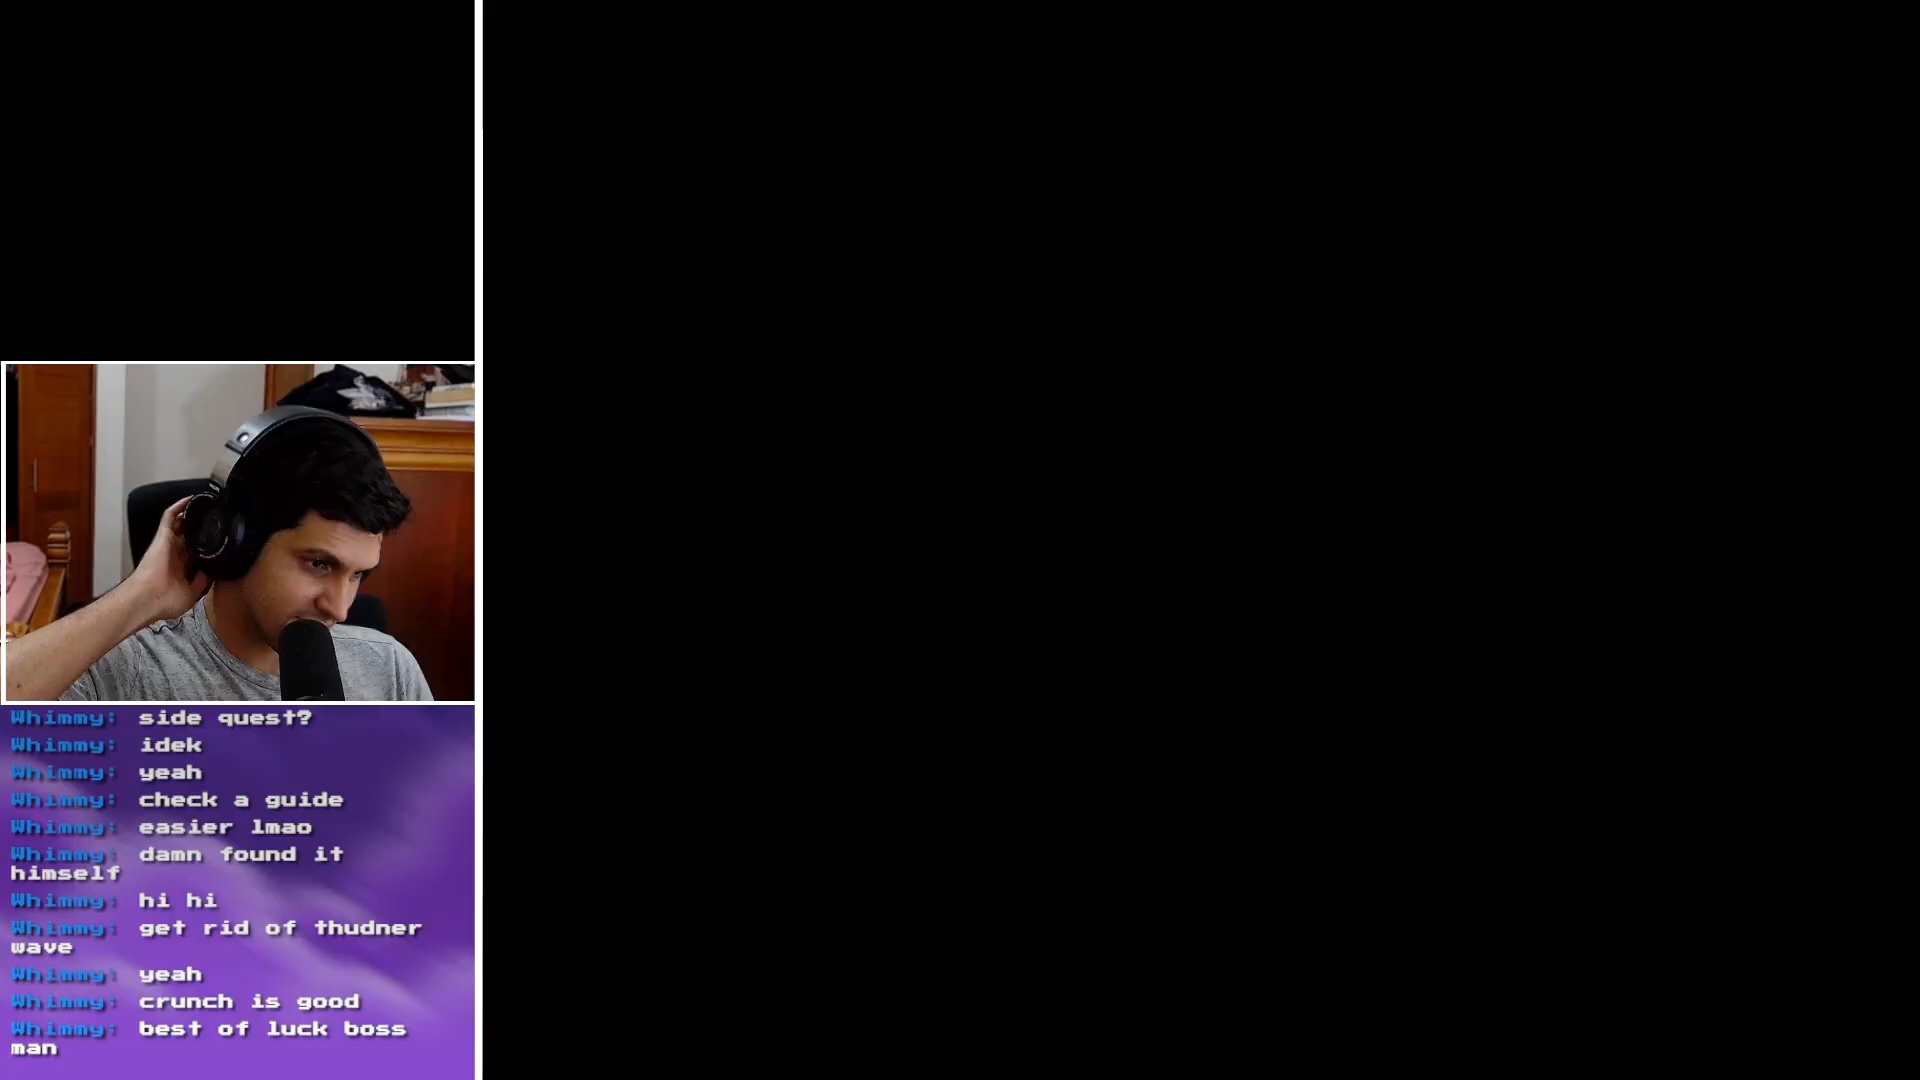 Whimmy: side quest?
Whimmy: idek
Whimmy: yeah
Whimmy: check a guide
Whimmy: easier lmao
Whimmy: damn found it
himself
Whimmy: hi hi
Whimmy: get rid of thudner
wave
Whimmy: yeah
Whimmy: crunch is good
Whimmy: best of luck boss
man